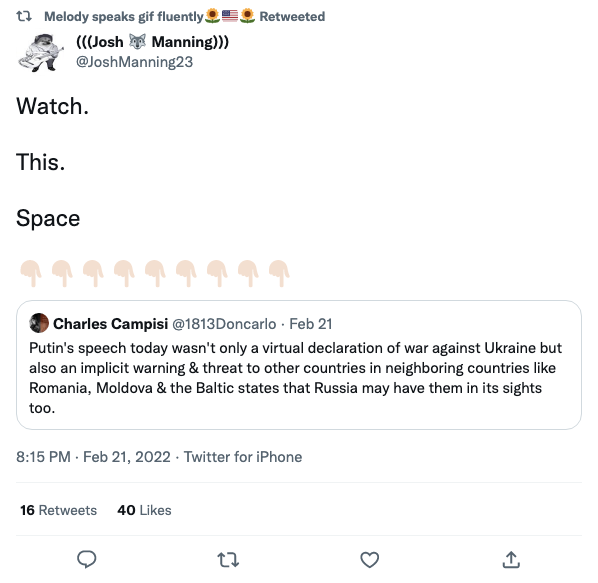 Melody speaks gif fluently🌻🇺🇸🌻 Retweeted
(((Josh 🐺 Manning)))
@JoshManning23
Watch.
This.
Space
👇🏻👇🏻👇🏻👇🏻👇🏻👇🏻👇🏻👇🏻👇🏻
Charles Campisi @1813Doncarlo · Feb 21
Putin's speech today wasn't only a virtual declaration of war against Ukraine but
also an implicit warning & threat to other countries in neighboring countries like
Romania, Moldova & the Baltic states that Russia may have them in its sights
too.
8:15 PM · Feb 21, 2022 · Twitter for iPhone
16 Retweets 40 Likes